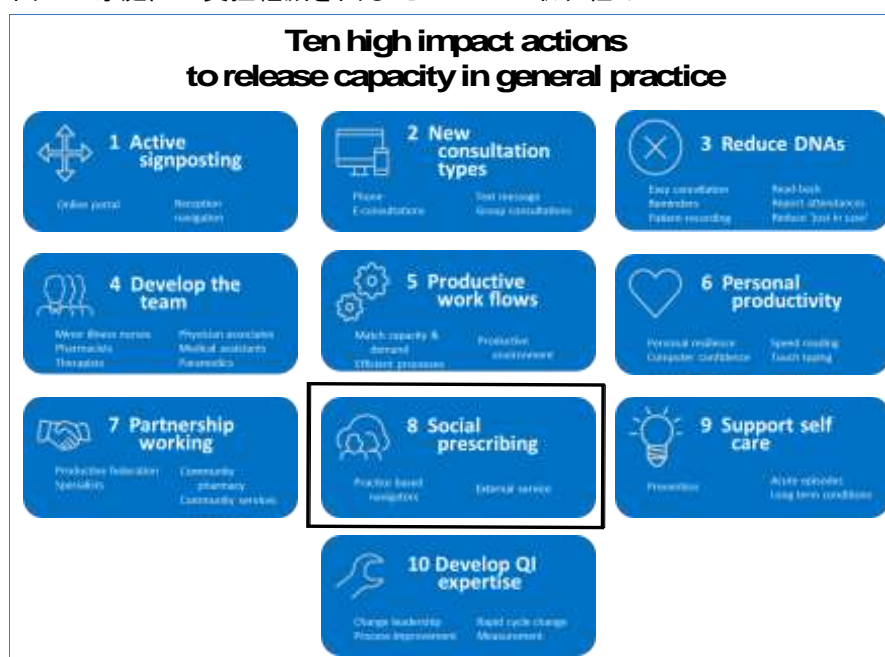 Ten high impact actions
to release capacity in general practice
1 Active
signposting
Online portal
Reception
navigation
2 New
consultation
types
Phone
E-consultations
Text message
Group consultations
3 Reduce DNAs
Easy cancellation
Reminders
Patient recording
Read-back
Report attendances
Reduce 'just in case'
4 Develop the
team
Minor illness nurses
Pharmacists
Therapists
Physician associates
Medical assistants
Paramedics
5 Productive
work flows
Match capacity &
demand
Efficient processes
Productive
environment
6 Personal
productivity
Personal resilience
Computer confidence
Speed reading
Touch typing
7 Partnership
working
Productive federation
Specialists
Community
pharmacy
Community services
8 Social
prescribing
Practice based
navigators
External service
9 Support self
care
Prevention
Acute episodes
Long term conditions
10 Develop QI
expertise
Change leadership
Process improvement
Rapid cycle change
Measurement